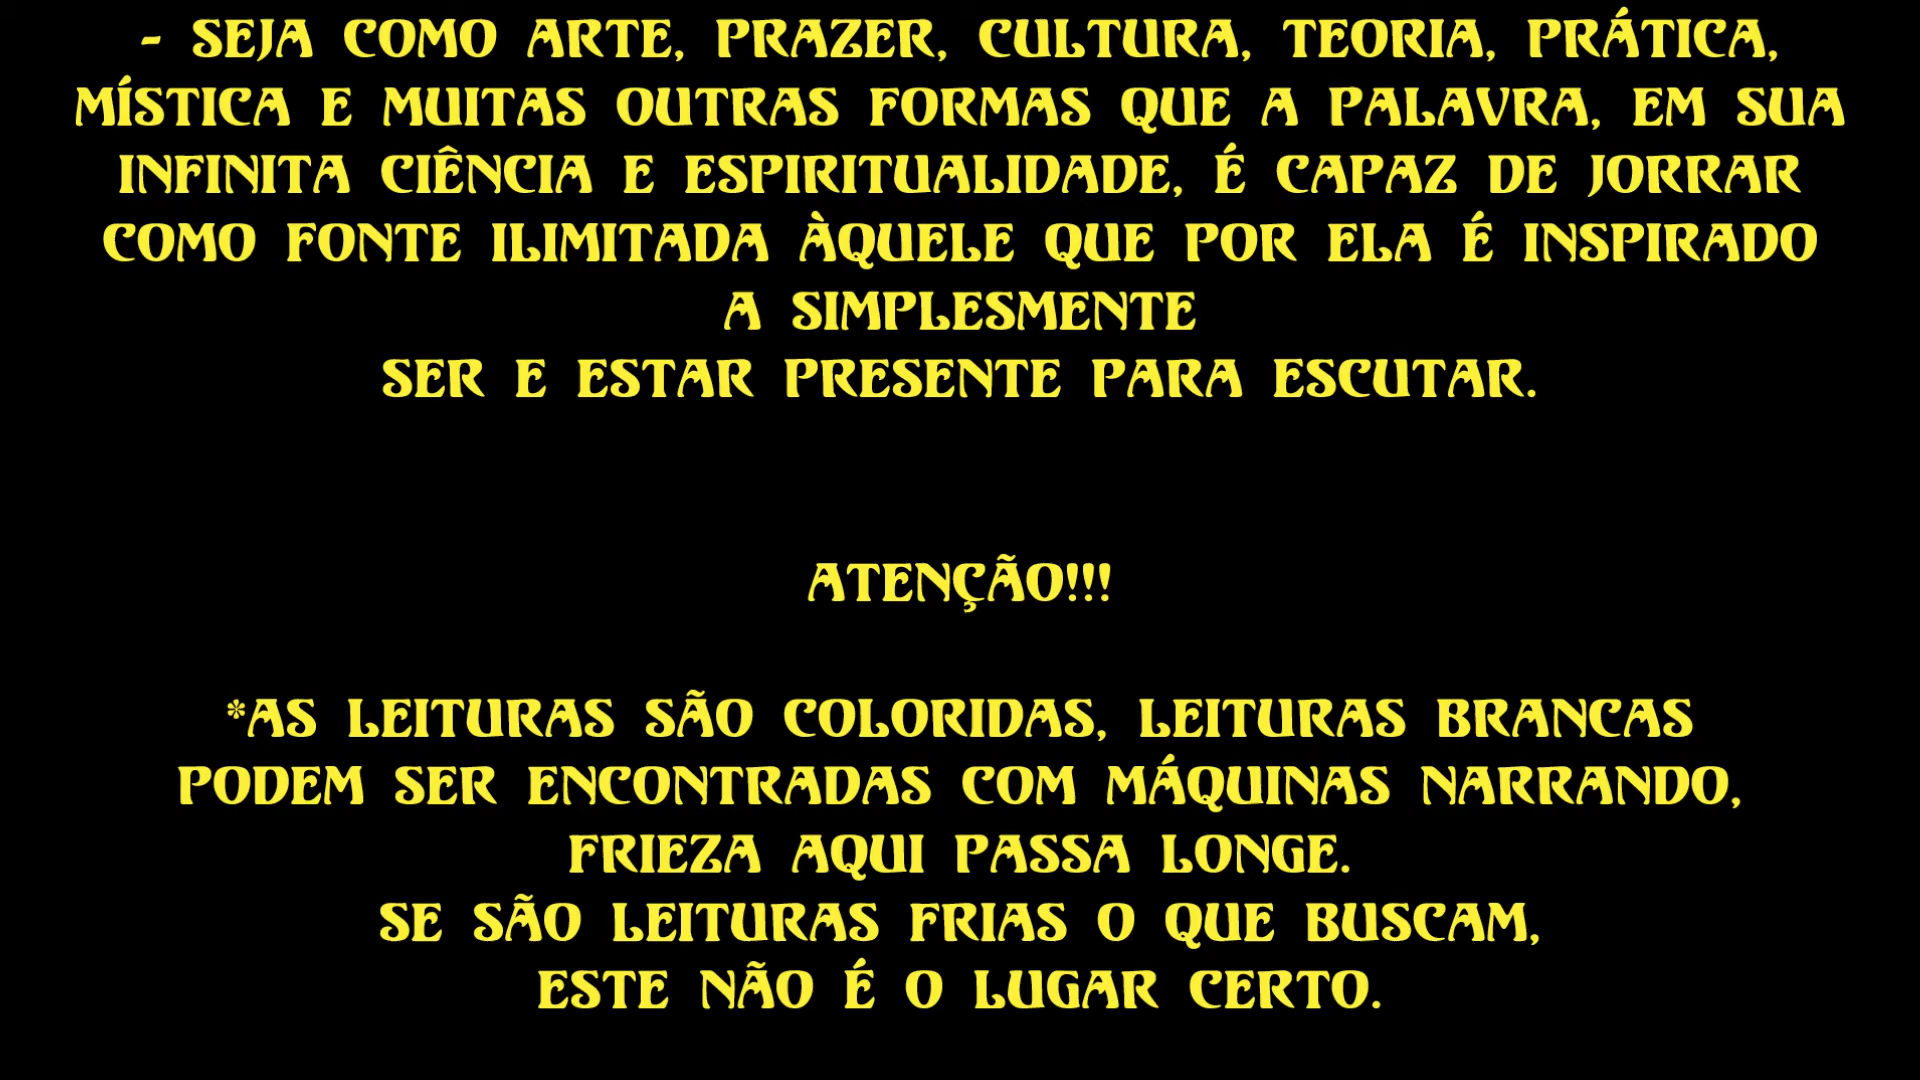 - SEJA COMO ARTE, PRAZER, CULTURA, TEORIA, PRÁTICA,
MÍSTICA E MUITAS OUTRAS FORMAS QUE A PALAVRA, EM SUA
INFINITA CIÊNCIA E ESPIRITUALIDADE, É CAPAZ DE JORRAR
COMO FONTE ILIMITADA ÀQUELE QUE POR ELA É INSPIRADO
A SIMPLESMENTE
SER E ESTAR PRESENTE PARA ESCUTAR.
ATENÇÃO!!!
*AS LEITURAS SÃO COLORIDAS, LEITURAS BRANCAS
PODEM SER ENCONTRADAS COM MÁQUINAS NARRANDO,
FRIEZA AQUI PASSA LONGE.
SE SÃO LEITURAS FRIAS O QUE BUSCAM,
ESTE NÃO É O LUGAR CERTO.